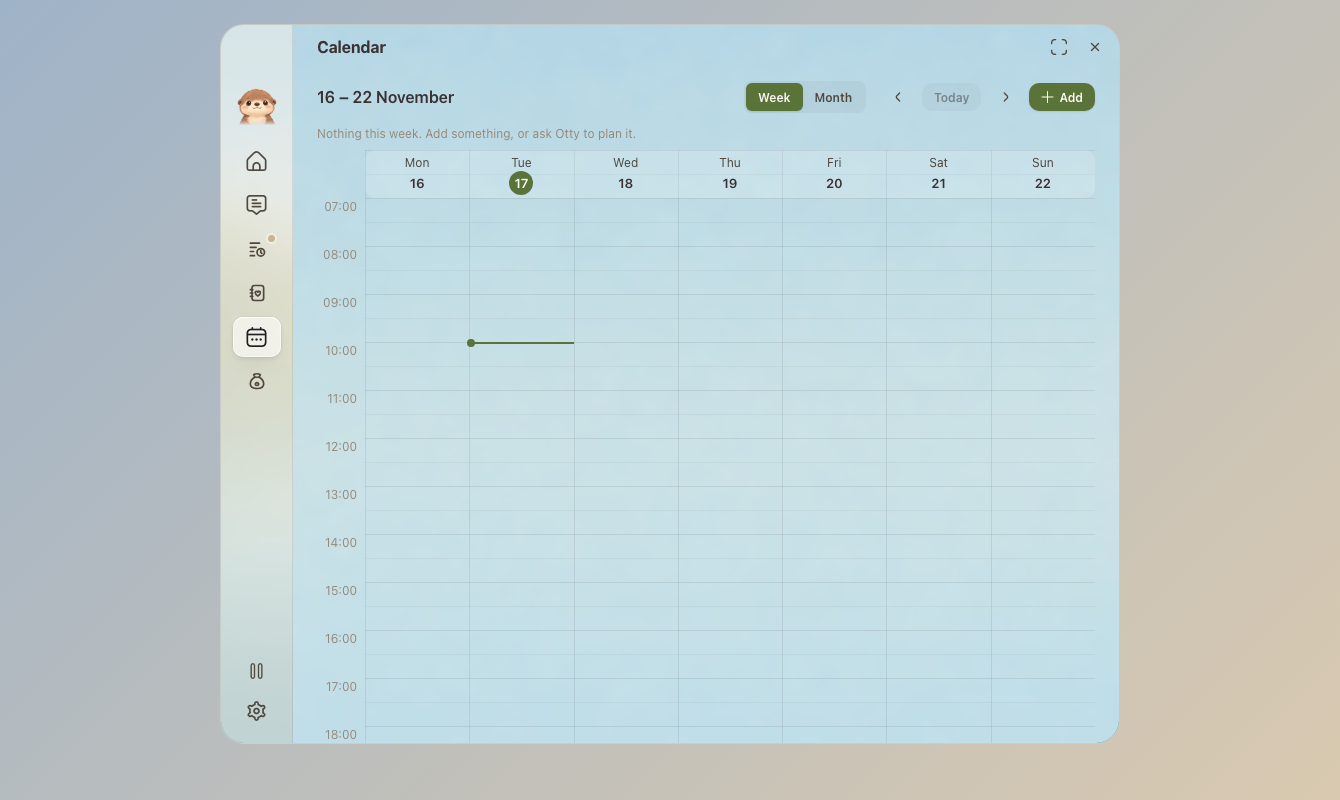 Calendar
16 – 22 November
Week Month Today Add
Nothing this week. Add something, or ask Otty to plan it.
Mon Tue Wed Thu Fri Sat Sun
16 17 18 19 20 21 22
07:00
08:00
09:00
10:00
11:00
12:00
13:00
14:00
15:00
16:00
17:00
18:00